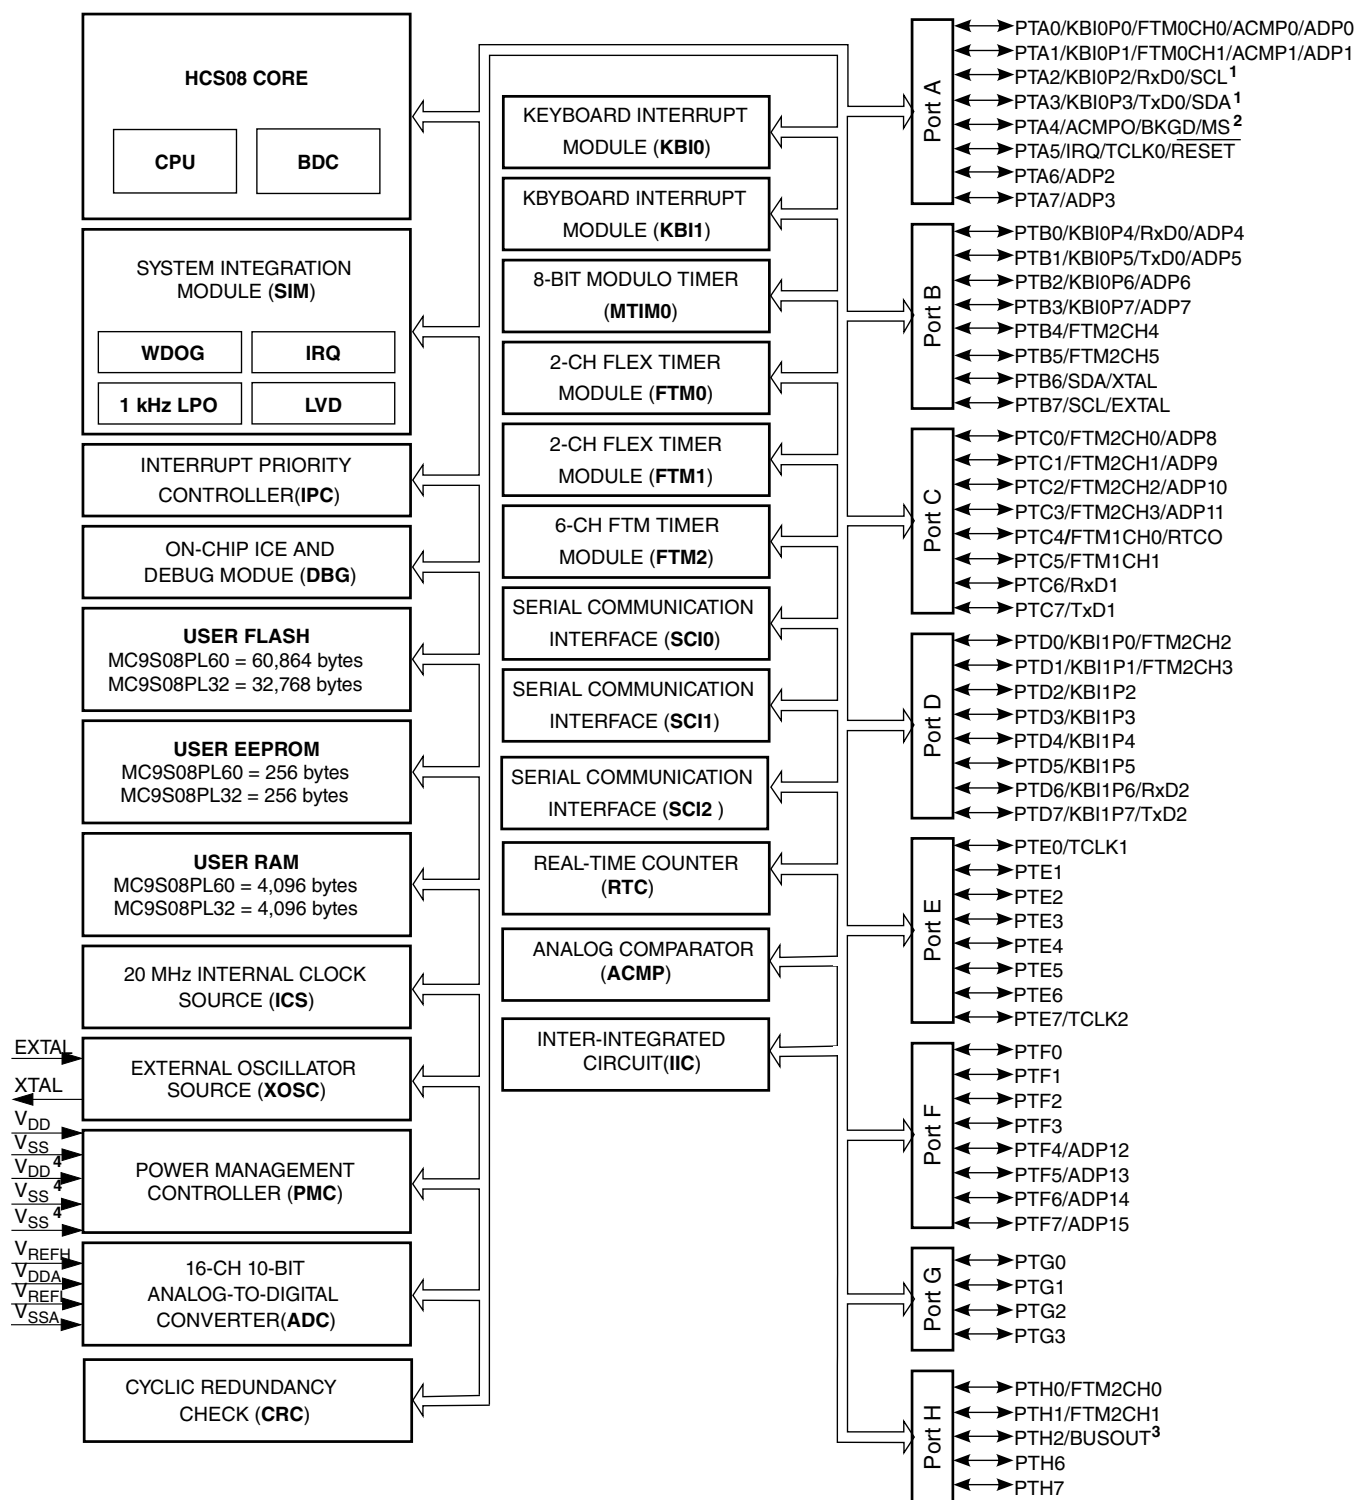 HCS08 CORE
CPU
BDC
SYSTEM INTEGRATION
MODULE (SIM)
WDOG
IRQ
1 kHz LPO
LVD
INTERRUPT PRIORITY
CONTROLLER(IPC)
ON-CHIP ICE AND
DEBUG MODUE (DBG)
USER FLASH
MC9S08PL60 = 60,864 bytes
MC9S08PL32 = 32,768 bytes
USER EEPROM
MC9S08PL60 = 256 bytes
MC9S08PL32 = 256 bytes
USER RAM
MC9S08PL60 = 4,096 bytes
MC9S08PL32 = 4,096 bytes
20 MHz INTERNAL CLOCK
SOURCE (ICS)
EXTAL
XTAL
EXTERNAL OSCILLATOR
SOURCE (XOSC)
VDD
VSS
VDD 4
VSS 4
VSS 4
POWER MANAGEMENT
CONTROLLER (PMC)
VREFH
VDDA
VREFL
VSSA
16-CH 10-BIT
ANALOG-TO-DIGITAL
CONVERTER(ADC)
CYCLIC REDUNDANCY
CHECK (CRC)
KEYBOARD INTERRUPT
MODULE (KBI0)
KBYBOARD INTERRUPT
MODULE (KBI1)
8-BIT MODULO TIMER
(MTIM0)
2-CH FLEX TIMER
MODULE (FTM0)
2-CH FLEX TIMER
MODULE (FTM1)
6-CH FTM TIMER
MODULE (FTM2)
SERIAL COMMUNICATION
INTERFACE (SCI0)
SERIAL COMMUNICATION
INTERFACE (SCI1)
SERIAL COMMUNICATION
INTERFACE (SCI2 )
REAL-TIME COUNTER
(RTC)
ANALOG COMPARATOR
(ACMP)
INTER-INTEGRATED
CIRCUIT(IIC)
Port A
PTA0/KBI0P0/FTM0CH0/ACMP0/ADP0
PTA1/KBI0P1/FTM0CH1/ACMP1/ADP1
PTA2/KBI0P2/RxD0/SCL1
PTA3/KBI0P3/TxD0/SDA1
PTA4/ACMPO/BKGD/MS2
PTA5/IRQ/TCLK0/RESET
PTA6/ADP2
PTA7/ADP3
Port B
PTB0/KBI0P4/RxD0/ADP4
PTB1/KBI0P5/TxD0/ADP5
PTB2/KBI0P6/ADP6
PTB3/KBI0P7/ADP7
PTB4/FTM2CH4
PTB5/FTM2CH5
PTB6/SDA/XTAL
PTB7/SCL/EXTAL
Port C
PTC0/FTM2CH0/ADP8
PTC1/FTM2CH1/ADP9
PTC2/FTM2CH2/ADP10
PTC3/FTM2CH3/ADP11
PTC4/FTM1CH0/RTCO
PTC5/FTM1CH1
PTC6/RxD1
PTC7/TxD1
Port D
PTD0/KBI1P0/FTM2CH2
PTD1/KBI1P1/FTM2CH3
PTD2/KBI1P2
PTD3/KBI1P3
PTD4/KBI1P4
PTD5/KBI1P5
PTD6/KBI1P6/RxD2
PTD7/KBI1P7/TxD2
Port E
PTE0/TCLK1
PTE1
PTE2
PTE3
PTE4
PTE5
PTE6
PTE7/TCLK2
Port F
PTF0
PTF1
PTF2
PTF3
PTF4/ADP12
PTF5/ADP13
PTF6/ADP14
PTF7/ADP15
Port G
PTG0
PTG1
PTG2
PTG3
Port H
PTH0/FTM2CH0
PTH1/FTM2CH1
PTH2/BUSOUT3
PTH6
PTH7